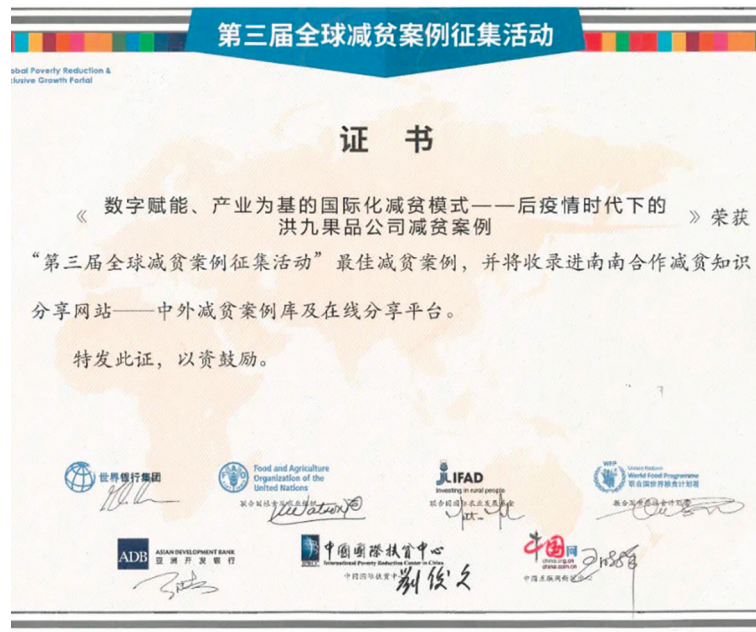 第三届全球减贫案例征集活动
obal Poverty Reduction &
clusive Growth Portal
证 书
《 数字赋能、产业为基的国际化减贫模式——后疫情时代下的
洪九果品公司减贫案例 》荣获
“第三届全球减贫案例征集活动”最佳减贫案例，并将收录进南南合作减贫知识
分享网站——中外减贫案例库及在线分享平台。
特发此证，以资鼓励。
世界银行集团
Food and Agriculture
Organization of the
United Nations
IFAD
Investing in rural people
WFP
United Nations
World Food Programme
联合国世界粮食计划署
ADB
ASIAN DEVELOPMENT BANK
亚洲开发银行
中国国际扶贫中心
International Poverty Reduction Center in China
中国网
china.org.cn
china.com.cn